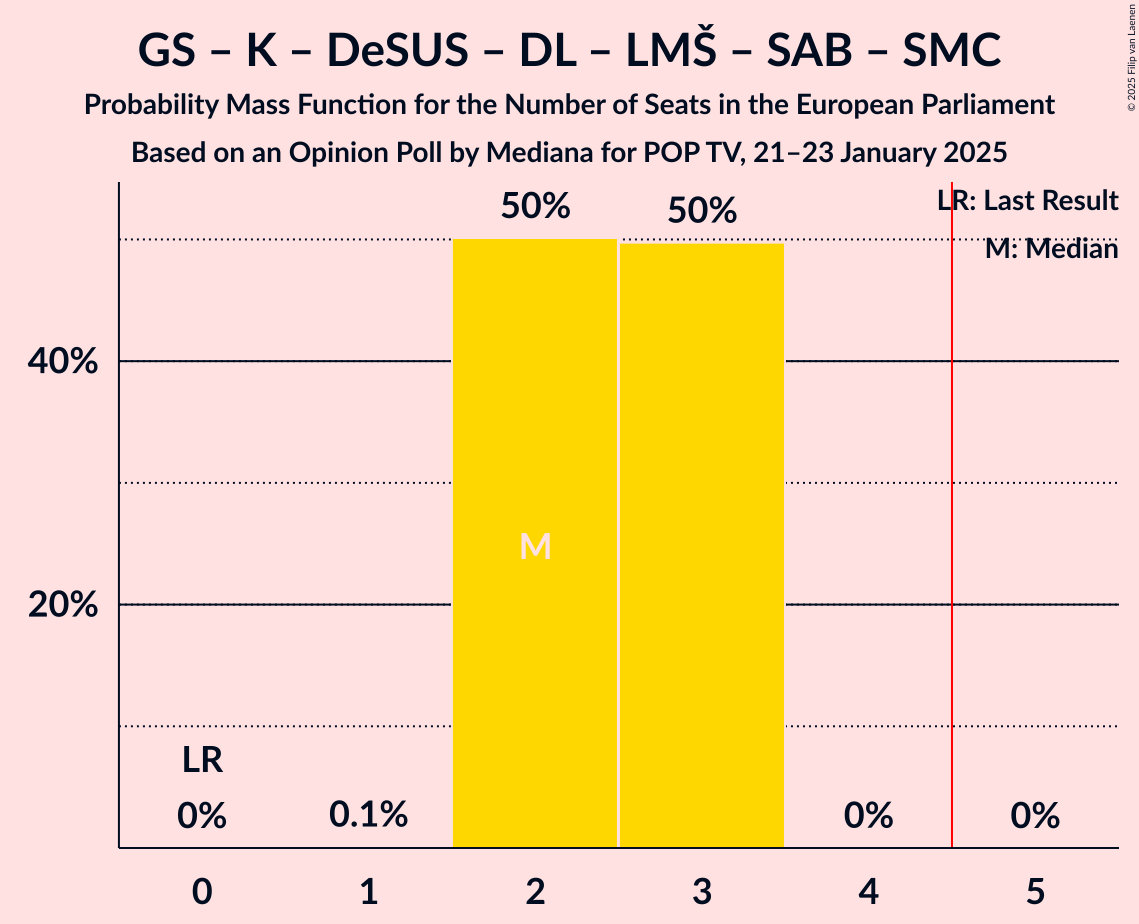 GS – K – DeSUS – DL – LMŠ – SAB – SMC
Probability Mass Function for the Number of Seats in the European Parliament
Based on an Opinion Poll by Mediana for POP TV, 21–23 January 2025
© 2025 Filip van Laenen
LR: Last Result
M: Median
50%
50%
40%
20%
M
LR
0%
0.1%
0%
0%
0
1
2
3
4
5